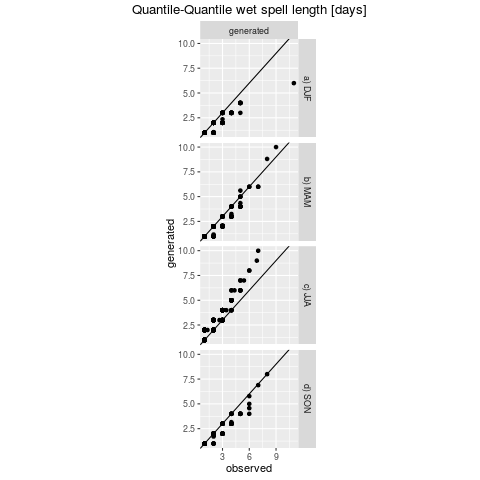 Quantile-Quantile wet spell length [days]
generated
10.0
7.5
5.0
2.5
a) DJF
10.0
7.5
5.0
2.5
b) MAM
generated
10.0
7.5
5.0
2.5
c) JJA
10.0
7.5
5.0
2.5
d) SON
3 6 9
observed